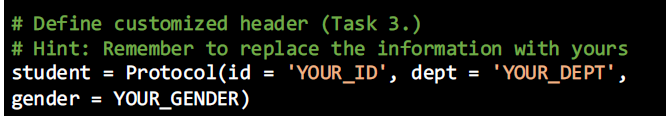 # Define customized header (Task 3.)
# Hint: Remember to replace the information with yours
student = Protocol(id = 'YOUR_ID', dept = 'YOUR_DEPT',
gender = YOUR_GENDER)